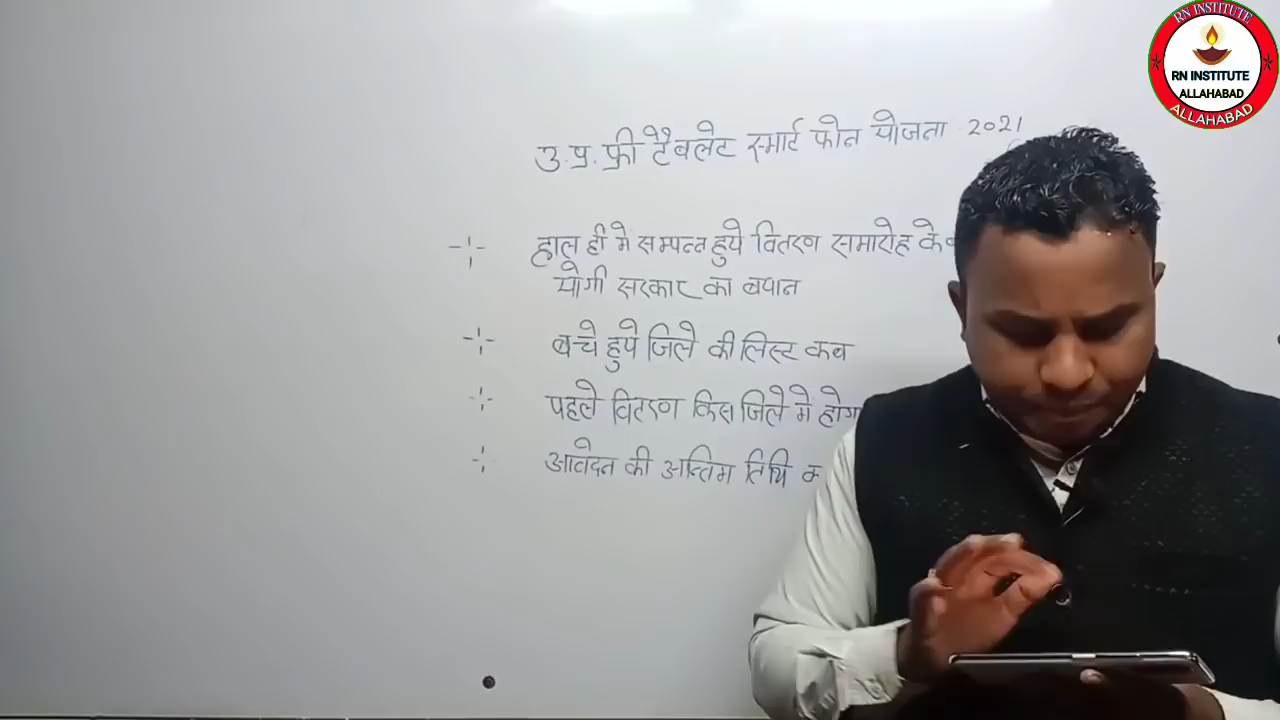 उ.प्र. फ्री टैबलेट स्मार्ट फोन योजना 2021
हाल ही मे सम्पन्न हुये वितरण समारोह के
योगी सरकार का बयान
बचे हुये जिले की लिस्ट कब
पहले वितरण किस जिले मे होगा
आवेदन की अन्तिम तिथि
RN INSTITUTE
RN INSTITUTE
ALLAHABAD
ALLAHABAD